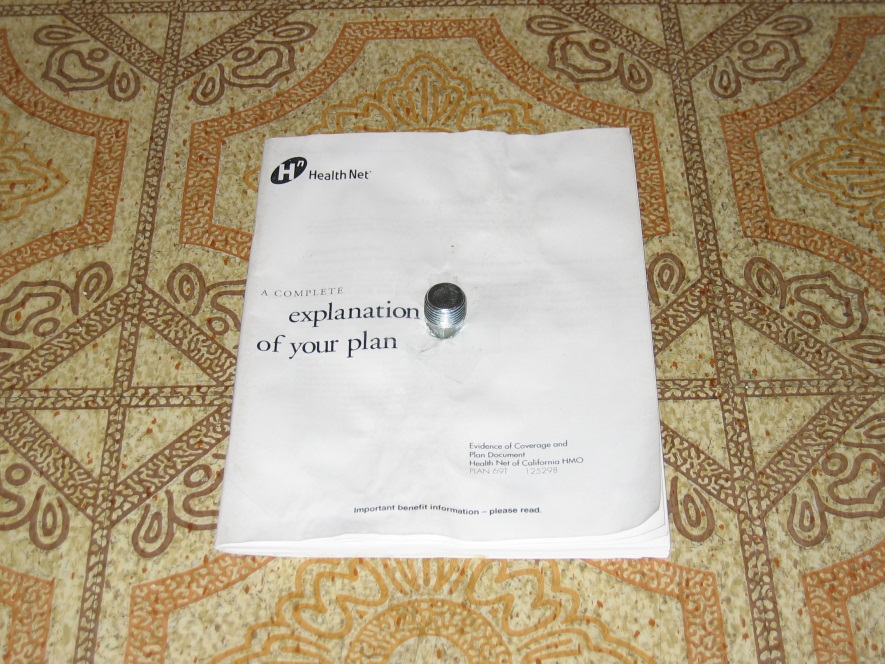 Hn Health Net
A COMPLETE
explanation
of your plan
Evidence of Coverage and
Plan Document
Health Net of California HMO
PLAN 69T 125298
Important benefit information – please read.